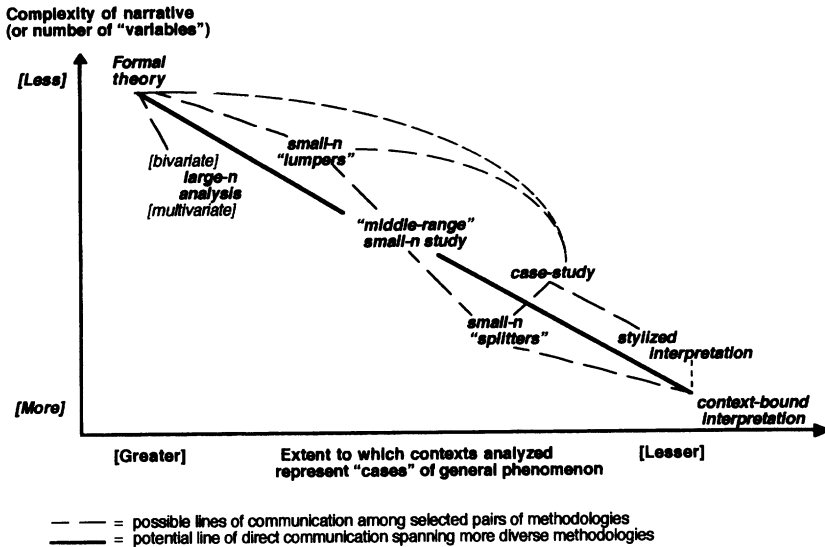 Complexity of narrative
(or number of "variables")
[Less]
Formal
theory
small-n
"lumpers"
[bivariate]
large-n
analysis
[multivariate]
"middle-range"
small-n study
case-study
small-n
"splitters"
stylized
interpretation
[More]
context-bound
interpretation
[Greater]
Extent to which contexts analyzed
represent "cases" of general phenomenon
[Lesser]
= possible lines of communication among selected pairs of methodologies
= potential line of direct communication spanning more diverse methodologies